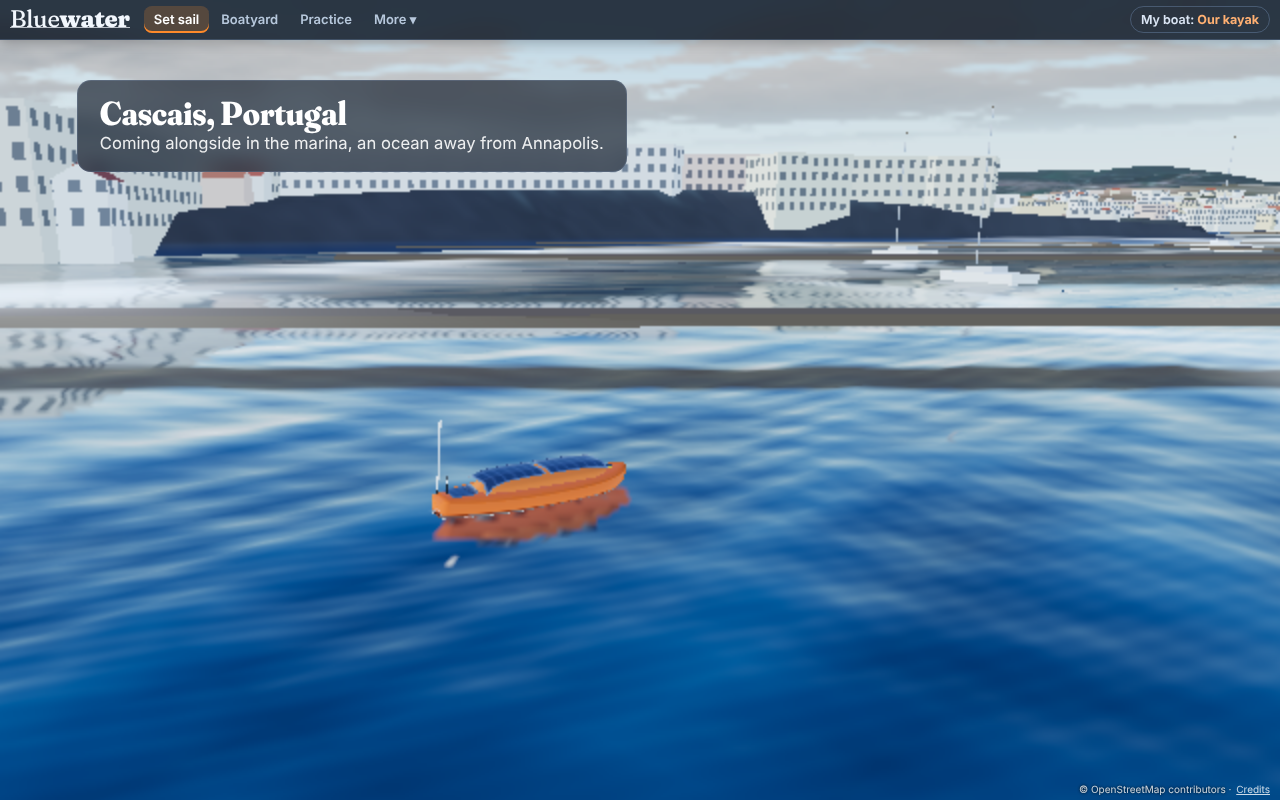 Bluewater Set sail Boatyard Practice More ▾ My boat: Our kayak
Cascais, Portugal
Coming alongside in the marina, an ocean away from Annapolis.
© OpenStreetMap contributors · Credits